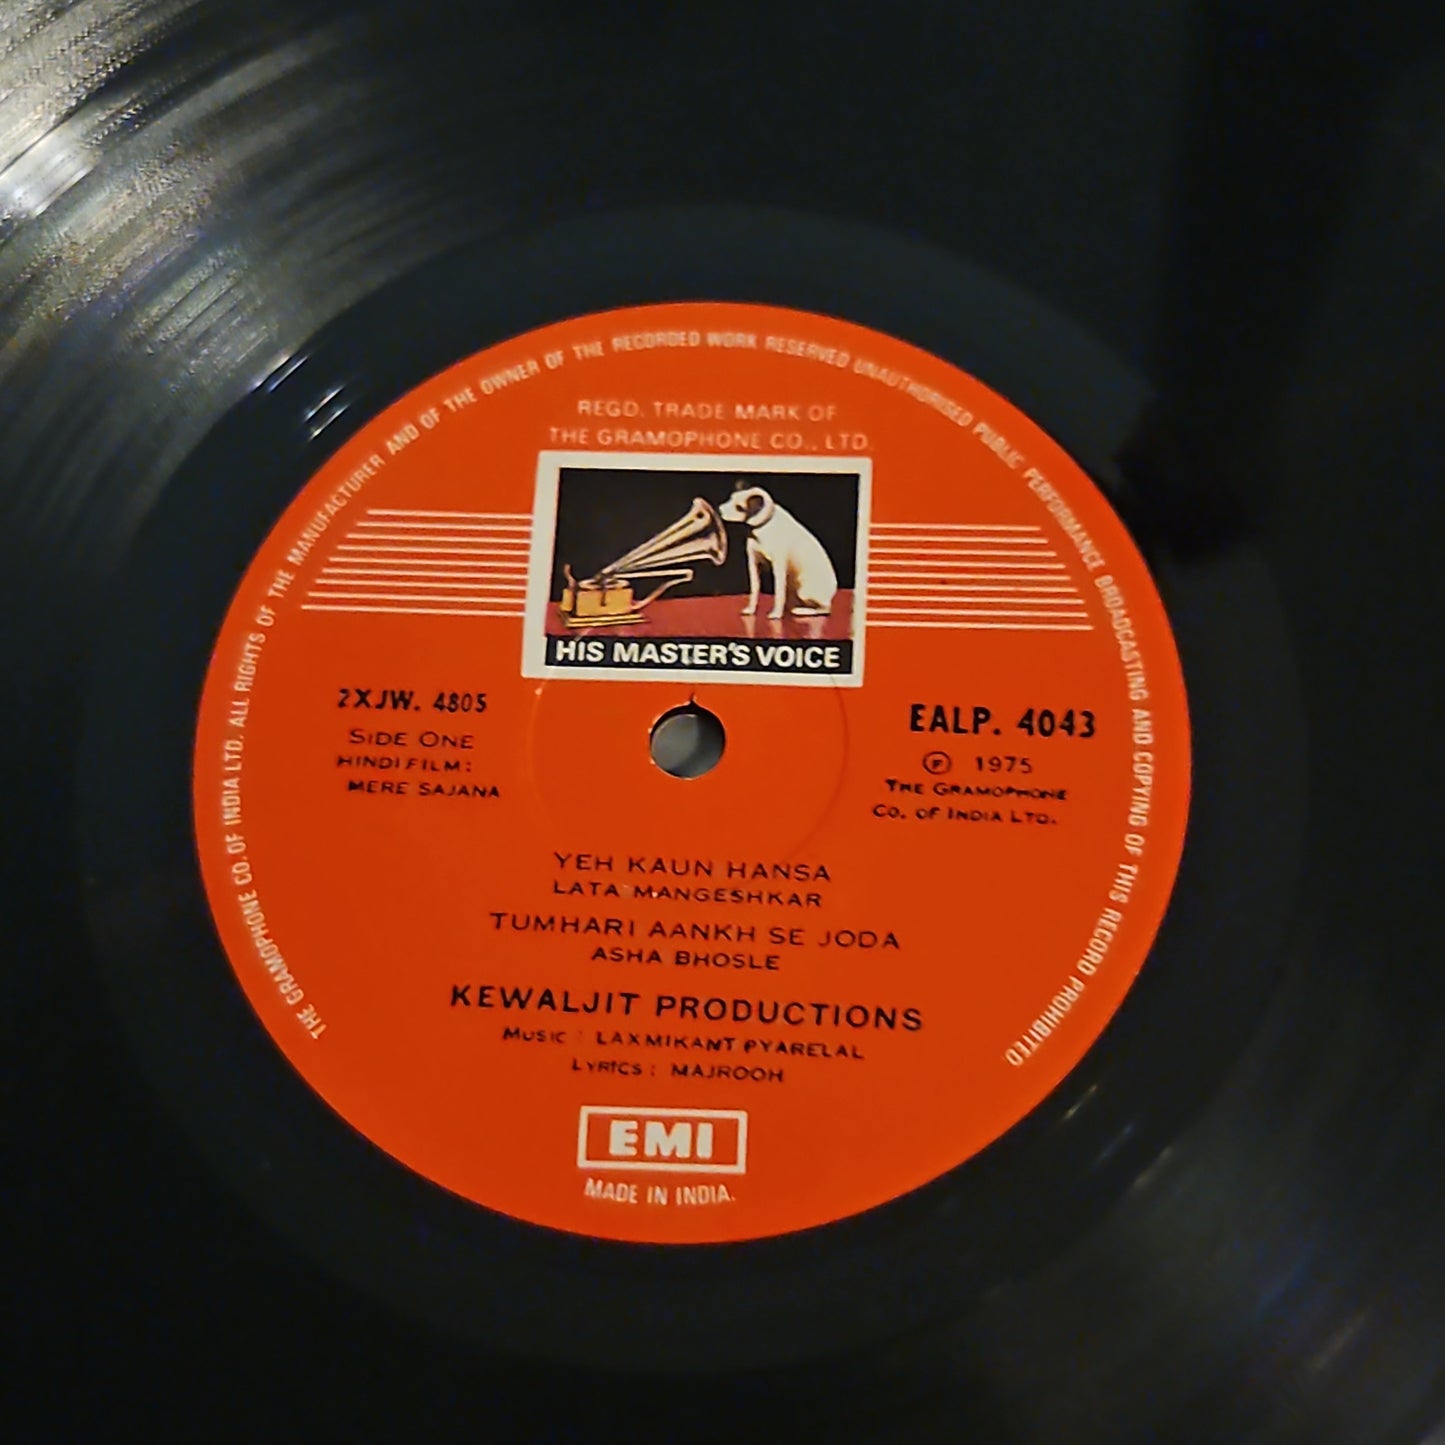 THE GRAMOPHONE CO. OF INDIA LTD. ALL RIGHTS OF THE MANUFACTURER AND OF THE OWNER OF THE RECORDED WORK RESERVED UNAUTHORISED PUBLIC PERFORMANCE BROADCASTING AND COPYING OF THIS RECORD PROHIBITED
REGD. TRADE MARK OF
THE GRAMOPHONE CO., LTD.
HIS MASTER'S VOICE
2XJW. 4805
SIDE ONE
HINDI FILM:
MERE SAJANA
EALP. 4043
Ⓟ 1975
THE GRAMOPHONE
CO. OF INDIA LTD.
YEH KAUN HANSA
LATA MANGESHKAR
TUMHARI AANKH SE JODA
ASHA BHOSLE
KEWALJIT PRODUCTIONS
MUSIC : LAXMIKANT PYARELAL
LYRICS : MAJROOH
EMI
MADE IN INDIA.